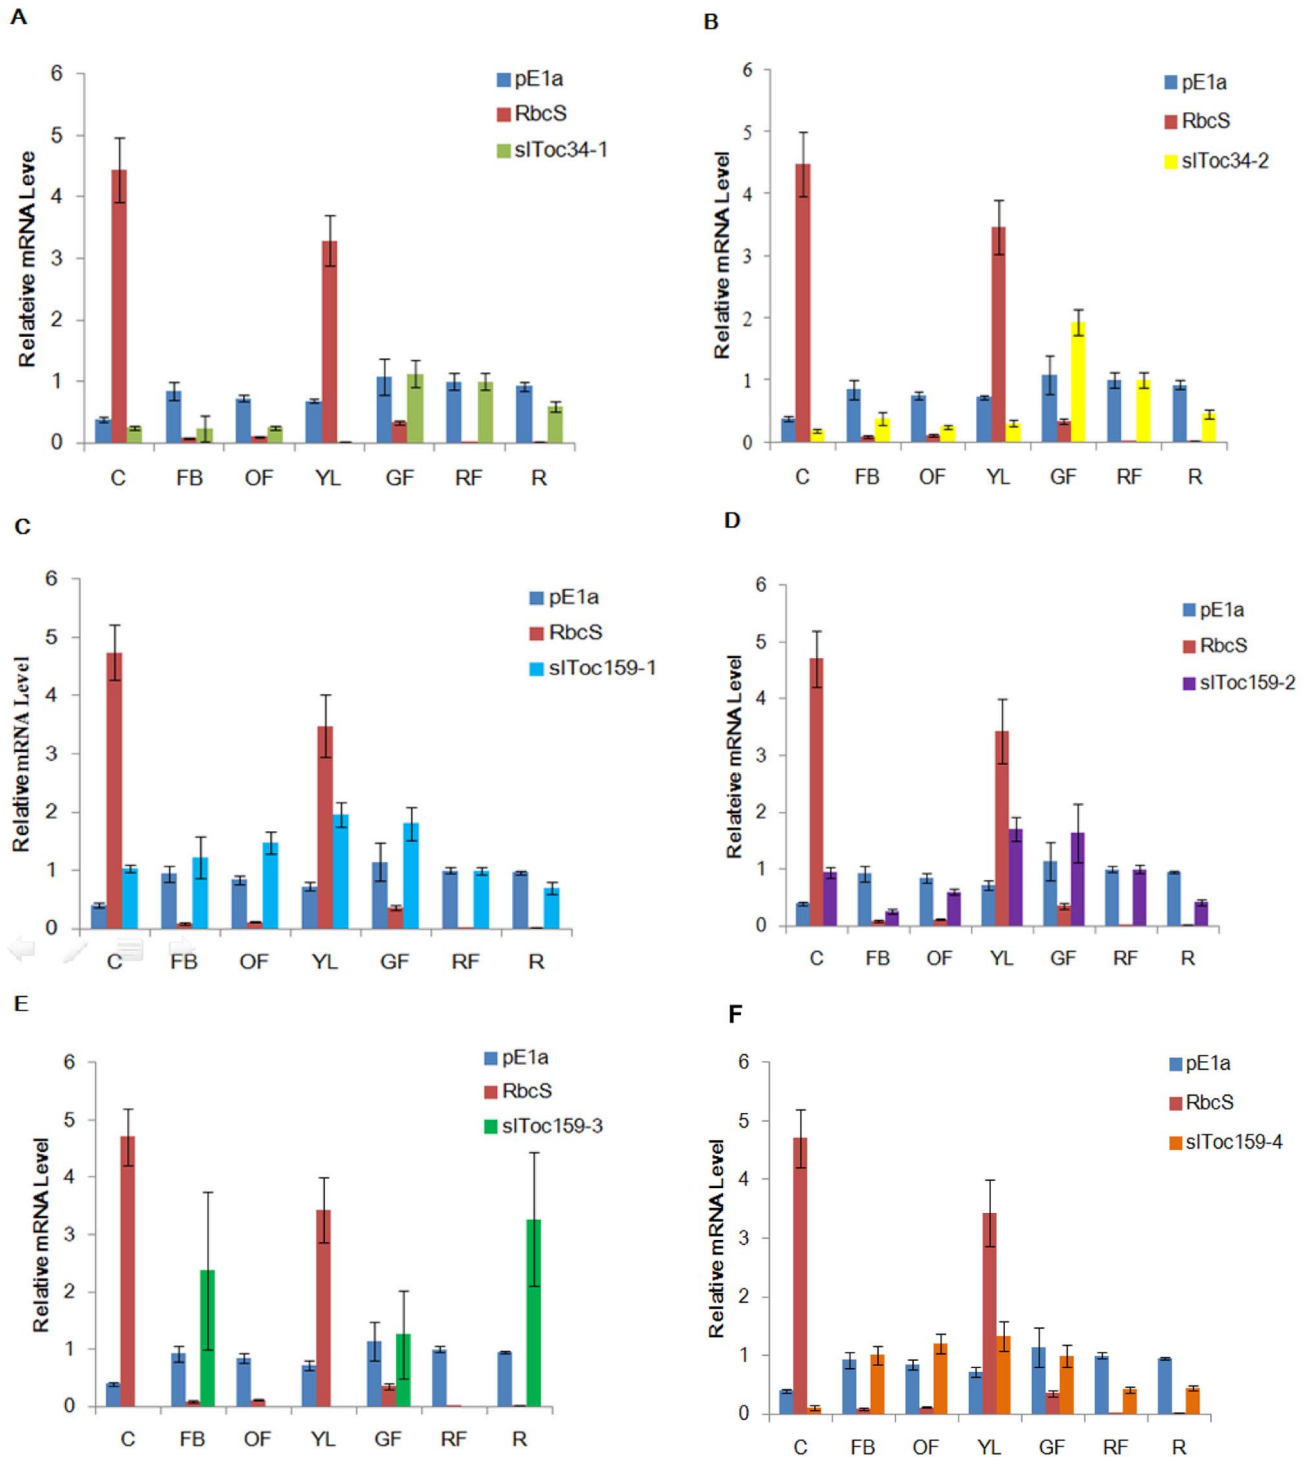 A
Relateive mRNA Leve
6
5
4
3
2
1
0
pE1a
RbcS
slToc34-1
C FB OF YL GF RF R
B
Relative mRNA Level
6
5
4
3
2
1
0
pE1a
RbcS
slToc34-2
C FB OF YL GF RF R
C
Relative mRNA Level
6
5
4
3
2
1
0
pE1a
RbcS
slToc159-1
C FB OF YL GF RF R
D
Relateive mRNA Level
6
5
4
3
2
1
0
pE1a
RbcS
slToc159-2
C FB OF YL GF RF R
E
Relative mRNA Level
6
5
4
3
2
1
0
pE1a
RbcS
slToc159-3
C FB OF YL GF RF R
F
Relative mRNA Level
6
5
4
3
2
1
0
pE1a
RbcS
slToc159-4
C FB OF YL GF RF R